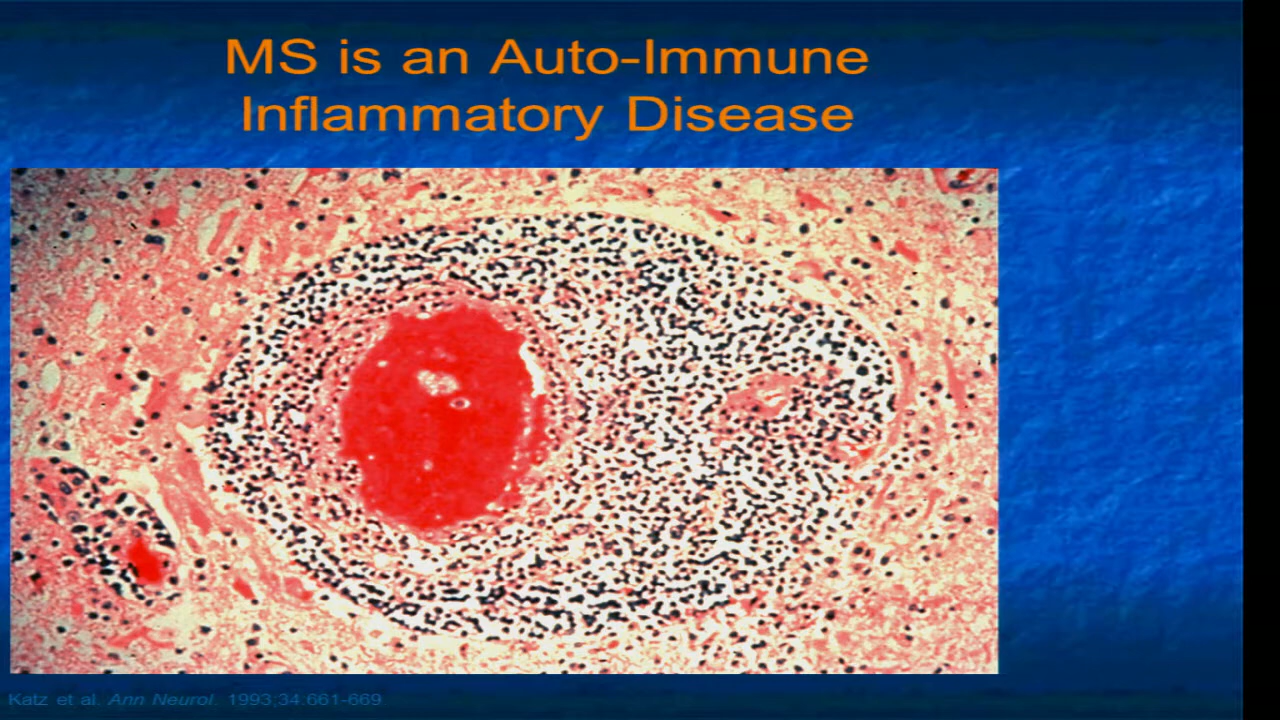 MS is an Auto-Immune
Inflammatory Disease
Katz et al. Ann Neurol. 1993;34:661-669